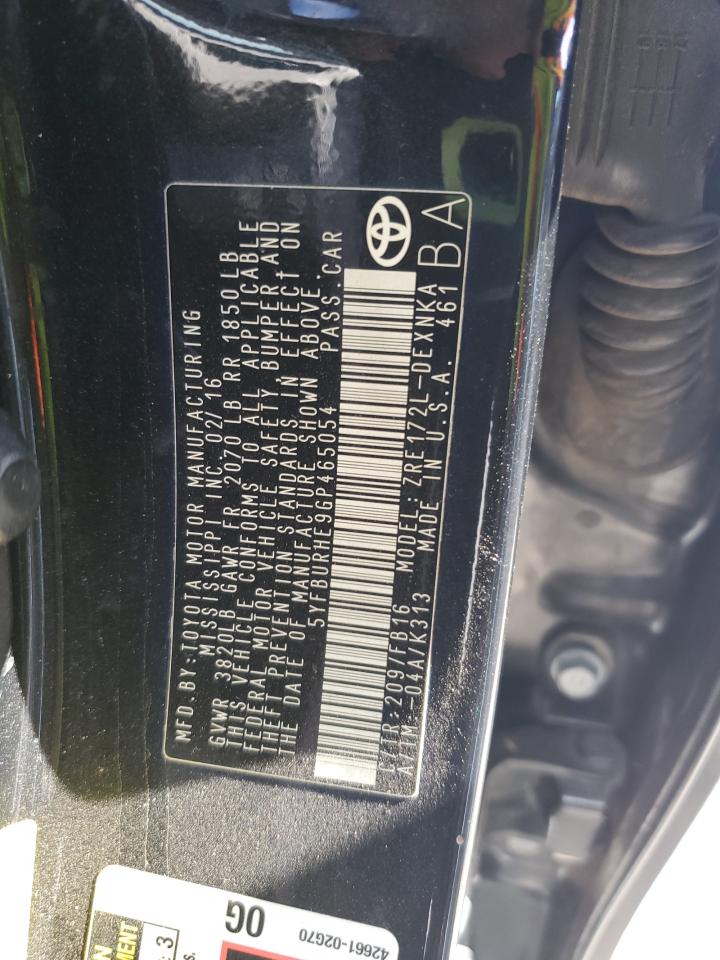 MFD.BY:TOYOTA MOTOR MANUFACTURING
MISSISSIPPI INC. 02/16
GVWR 3820LB GAWR FR 2070 LB RR 1850LB
THIS VEHICLE CONFORMS TO ALL APPLICABLE
FEDERAL MOTOR VEHICLE SAFETY, BUMPER AND
THEFT PREVENTION STANDARDS IN EFFECT ON
THE DATE OF MANUFACTURE SHOWN ABOVE.
5YFBURHE9GP465054 PASS.CAR
C/TR:209/FB16 MODEL:ZRE172L-DEXNKA
A/TM:-04A/K313 MADE IN U.S.A. 461
BA
0G
42661-02G70
3